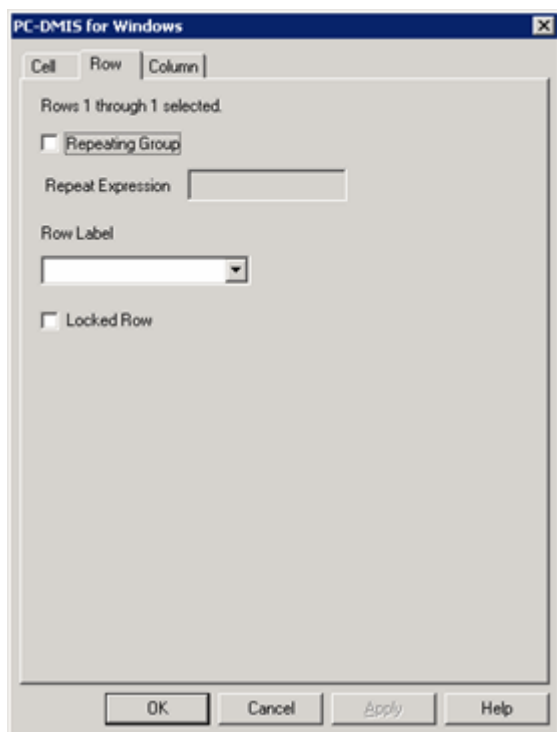 PC-DMIS for Windows
Cell Row Column
Rows 1 through 1 selected.
Repeating Group
Repeat Expression
Row Label
Locked Row
OK Cancel Apply Help